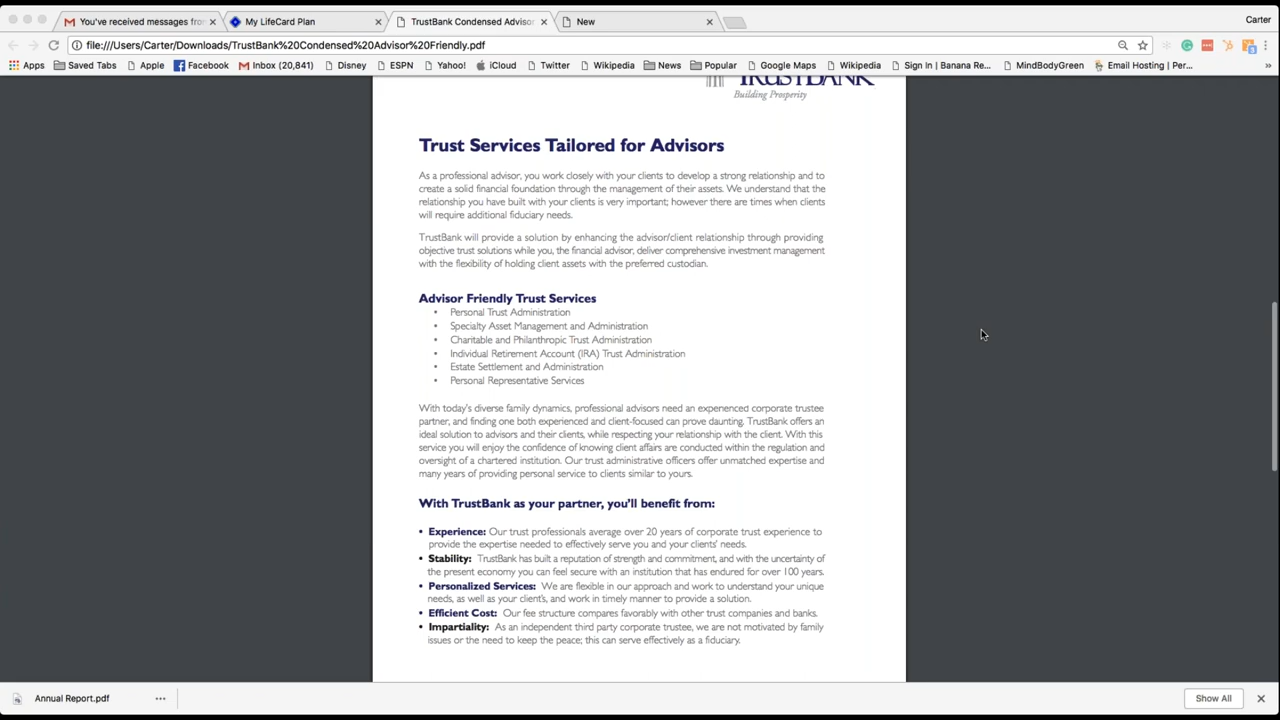 You've received messages from
My LifeCard Plan
TrustBank Condensed Advisor
New
Carter
file:///Users/Carter/Downloads/TrustBank%20Condensed%20Advisor%20Friendly.pdf
Apps
Saved Tabs
Apple
Facebook
Inbox (20,841)
Disney
ESPN
Yahoo!
iCloud
Twitter
Wikipedia
News
Popular
Google Maps
Wikipedia
Sign In | Banana Re...
MindBodyGreen
Email Hosting | Per...
»
TRUSTBANK
Building Prosperity
Trust Services Tailored for Advisors
As a professional advisor, you work closely with your clients to develop a strong relationship and to
create a solid financial foundation through the management of their assets. We understand that the
relationship you have built with your clients is very important; however there are times when clients
will require additional fiduciary needs.
TrustBank will provide a solution by enhancing the advisor/client relationship through providing
objective trust solutions while you, the financial advisor, deliver comprehensive investment management
with the flexibility of holding client assets with the preferred custodian.
Advisor Friendly Trust Services
• Personal Trust Administration
• Specialty Asset Management and Administration
• Charitable and Philanthropic Trust Administration
• Individual Retirement Account (IRA) Trust Administration
• Estate Settlement and Administration
• Personal Representative Services
With today's diverse family dynamics, professional advisors need an experienced corporate trustee
partner, and finding one both experienced and client-focused can prove daunting. TrustBank offers an
ideal solution to advisors and their clients, while respecting your relationship with the client. With this
service you will enjoy the confidence of knowing client affairs are conducted within the regulation and
oversight of a chartered institution. Our trust administrative officers offer unmatched expertise and
many years of providing personal service to clients similar to yours.
With TrustBank as your partner, you'll benefit from:
• Experience: Our trust professionals average over 20 years of corporate trust experience to
provide the expertise needed to effectively serve you and your clients' needs.
• Stability: TrustBank has built a reputation of strength and commitment, and with the uncertainty of
the present economy you can feel secure with an institution that has endured for over 100 years.
• Personalized Services: We are flexible in our approach and work to understand your unique
needs, as well as your client's, and work in timely manner to provide a solution.
• Efficient Cost: Our fee structure compares favorably with other trust companies and banks.
• Impartiality: As an independent third party corporate trustee, we are not motivated by family
issues or the need to keep the peace; this can serve effectively as a fiduciary.
Annual Report.pdf
Show All